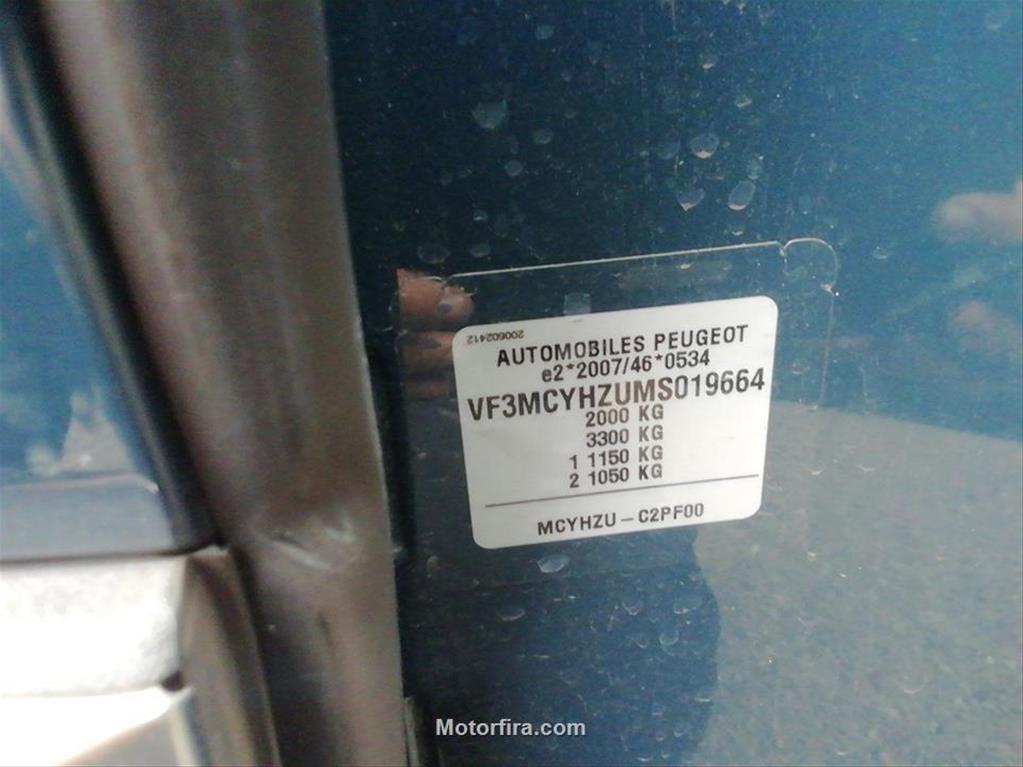 200602412
AUTOMOBILES PEUGEOT
e2*2007/46*0534
VF3MCYHZUMS019664
2000 KG
3300 KG
1 1150 KG
2 1050 KG
MCYHZU - C2PF00
Motorfira.com